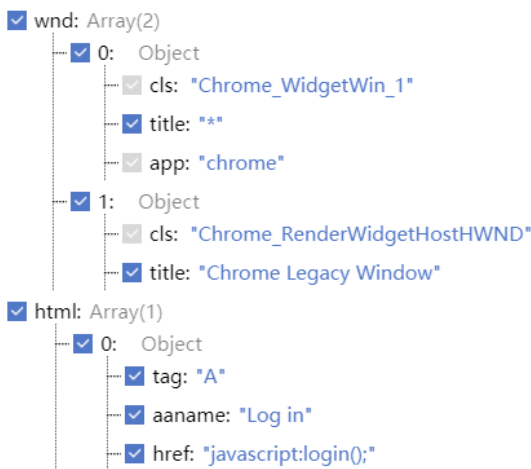 wnd: Array(2)
0: Object
cls: "Chrome_WidgetWin_1"
title: "*"
app: "chrome"
1: Object
cls: "Chrome_RenderWidgetHostHWND"
title: "Chrome Legacy Window"
html: Array(1)
0: Object
tag: "A"
aaname: "Log in"
href: "javascript:login();"